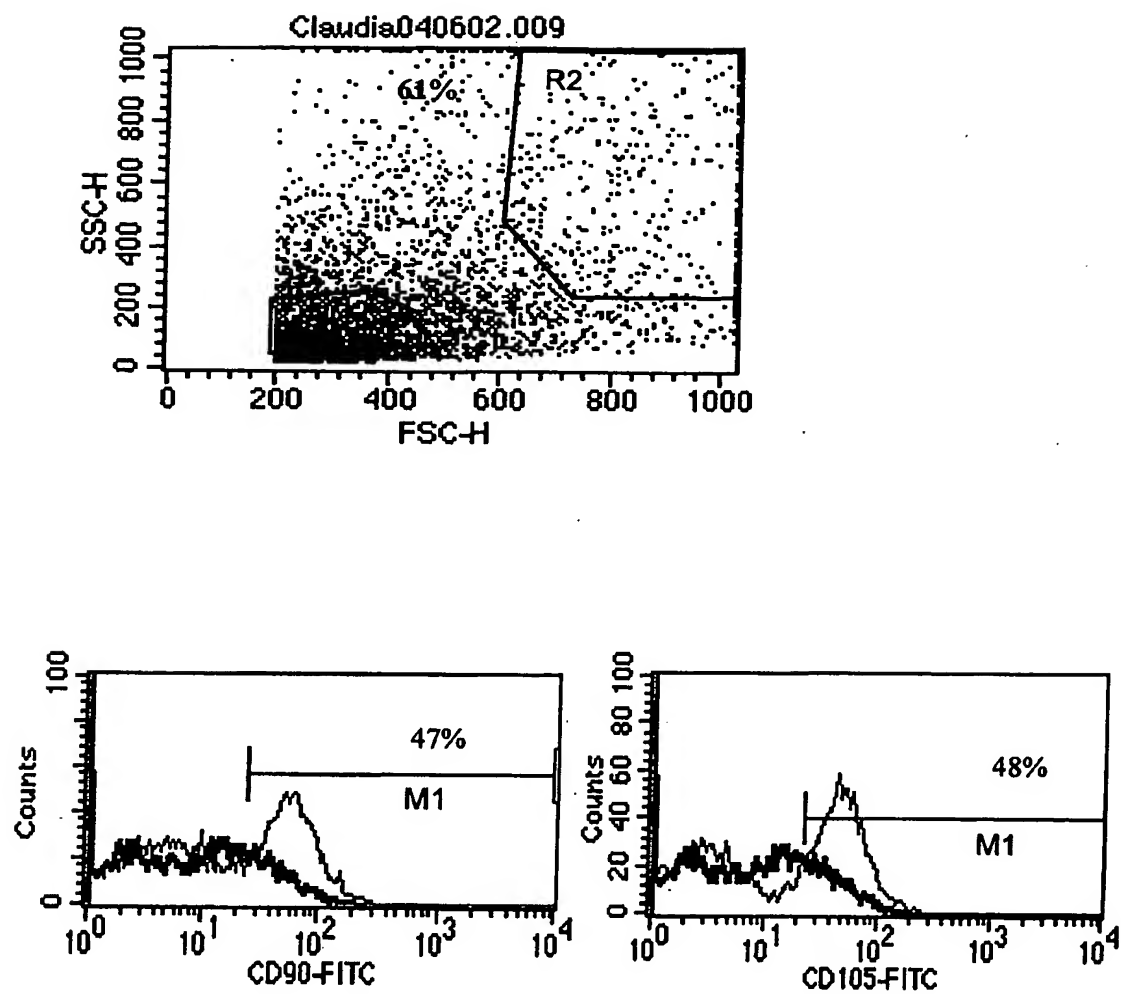 Claudia040602.009
1000
800
600
400
200
0
SSC-H
61%
R2
0 200 400 600 800 1000
FSC-H
100
0
Counts
47%
M1
10^0 10^1 10^2 10^3 10^4
CD90-FITC
100
80
60
40
20
0
Counts
48%
M1
10^0 10^1 10^2 10^3 10^4
CD105-FITC